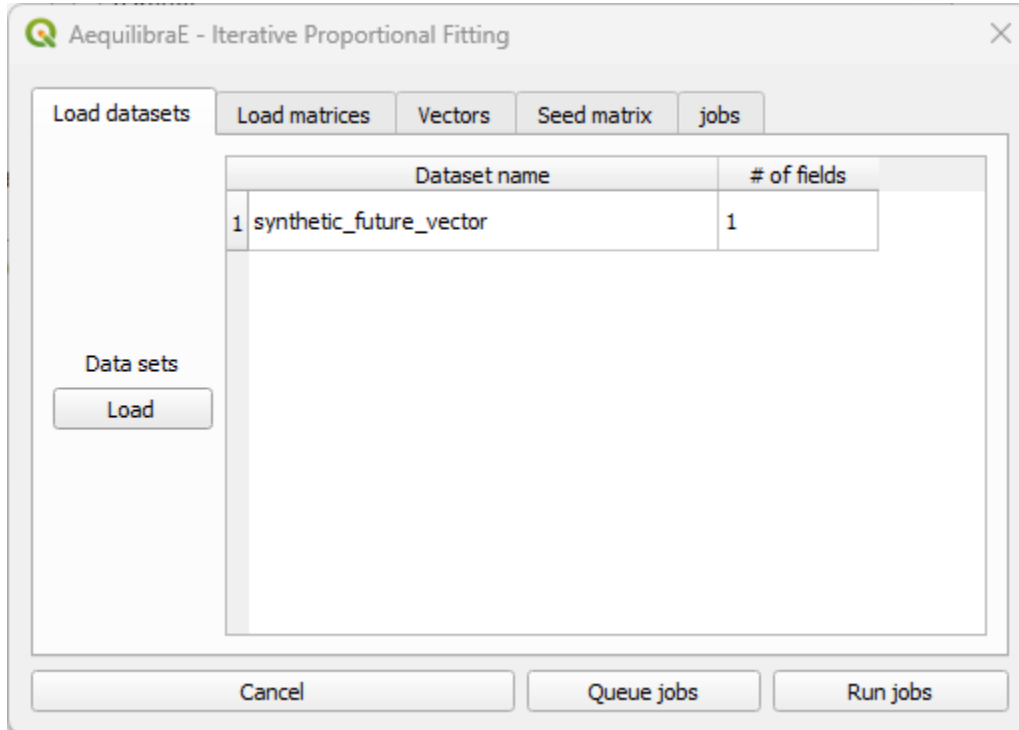 AequilibraE - Iterative Proportional Fitting
Load datasets Load matrices Vectors Seed matrix jobs
Dataset name # of fields
1 synthetic_future_vector 1
Data sets
Load
Cancel Queue jobs Run jobs